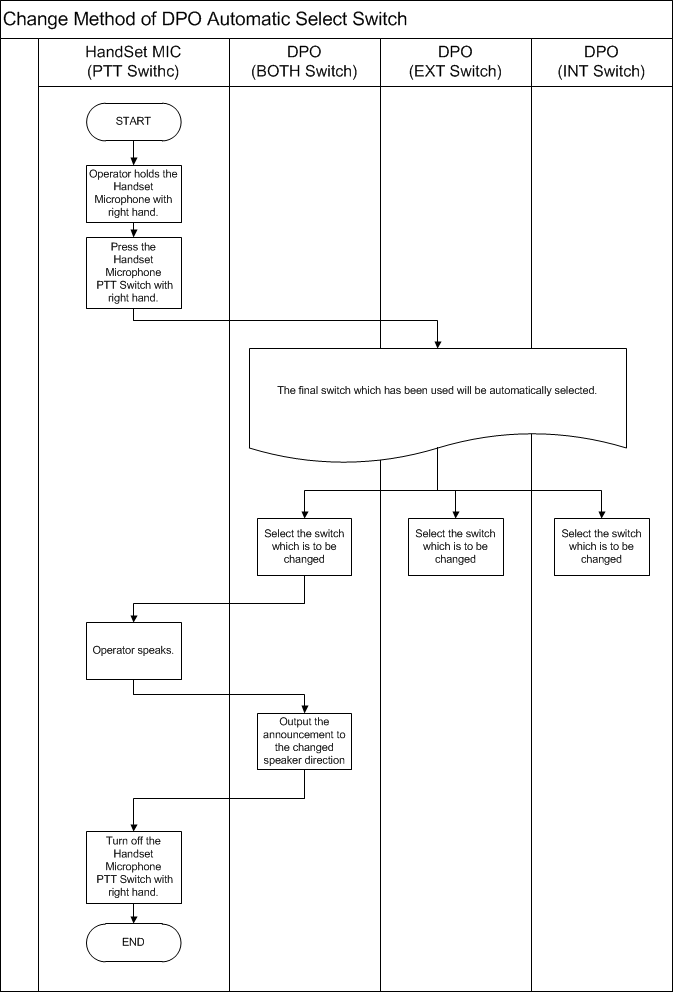 Change Method of DPO Automatic Select Switch
HandSet MIC
(PTT Swithc)
DPO
(BOTH Switch)
DPO
(EXT Switch)
DPO
(INT Switch)
START
Operator holds the
Handset
Microphone with
right hand.
Press the
Handset
Microphone
PTT Switch with
right hand.
The final switch which has been used will be automatically selected.
Select the switch
which is to be
changed
Select the switch
which is to be
changed
Select the switch
which is to be
changed
Operator speaks.
Output the
announcement to
the changed
speaker direction
Turn off the
Handset
Microphone
PTT Switch with
right hand.
END